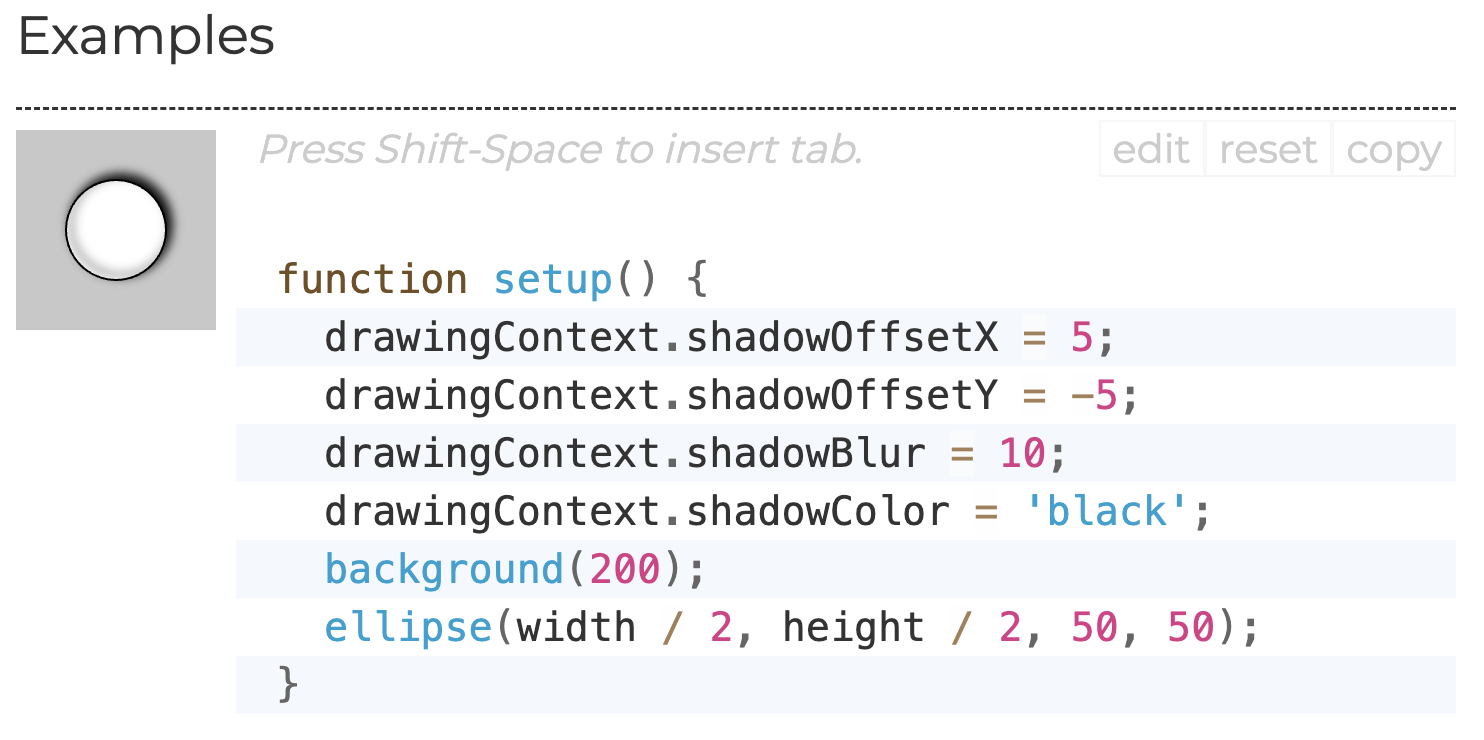 Examples
Press Shift-Space to insert tab.
edit reset copy
function setup() {
  drawingContext.shadowOffsetX = 5;
  drawingContext.shadowOffsetY = -5;
  drawingContext.shadowBlur = 10;
  drawingContext.shadowColor = 'black';
  background(200);
  ellipse(width / 2, height / 2, 50, 50);
}